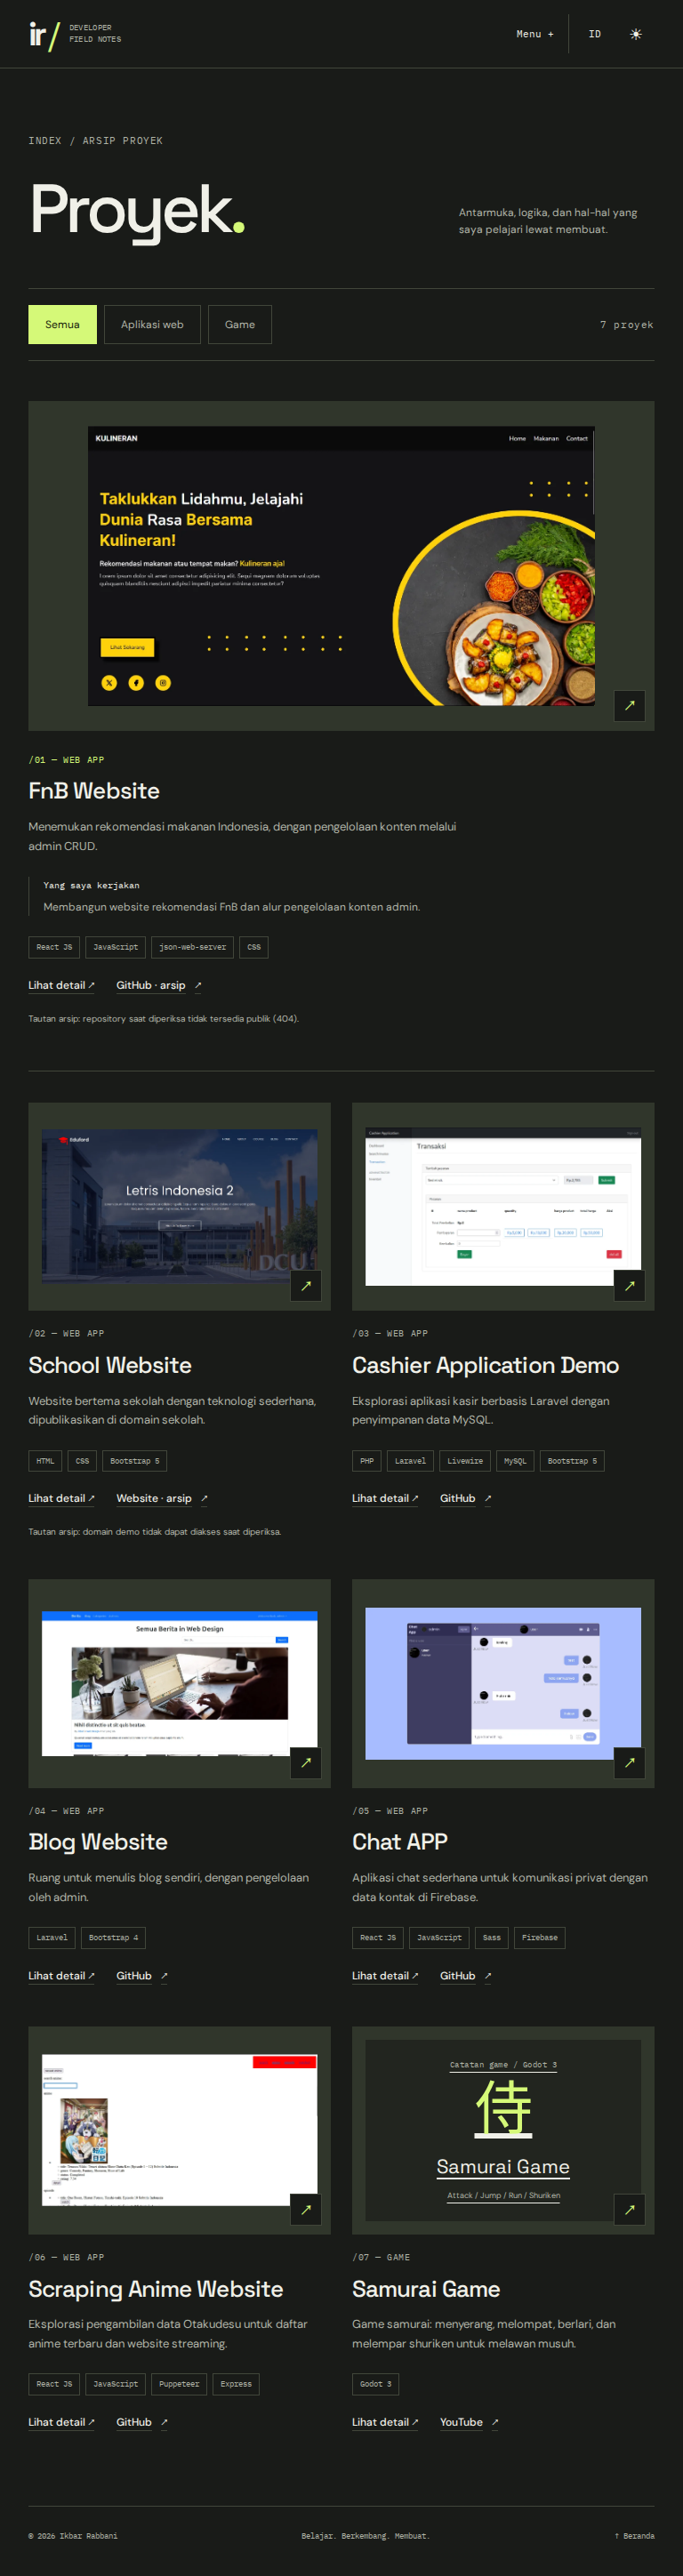 ir/
DEVELOPER
FIELD NOTES
Menu +
ID
INDEX / ARSIP PROYEK
Proyek.
Antarmuka, logika, dan hal-hal yang
saya pelajari lewat membuat.
Semua
Aplikasi web
Game
7 proyek
KULINERAN
Home Makanan Contact
Taklukkan Lidahmu, Jelajahi
Dunia Rasa Bersama
Kulineran!
Rekomendasi makanan atau tempat makan? Kulineran aja!
Lihat Sekarang
↗
/01 — WEB APP
FnB Website
Menemukan rekomendasi makanan Indonesia, dengan pengelolaan konten melalui
admin CRUD.
Yang saya kerjakan
Membangun website rekomendasi FnB dan alur pengelolaan konten admin.
React JS
JavaScript
json-web-server
CSS
Lihat detail ↗
GitHub · arsip ↗
Tautan arsip: repository saat diperiksa tidak tersedia publik (404).
Eduford
Letris Indonesia 2
DCU
↗
/02 — WEB APP
School Website
Website bertema sekolah dengan teknologi sederhana,
dipublikasikan di domain sekolah.
HTML
CSS
Bootstrap 5
Lihat detail ↗
Website · arsip ↗
Tautan arsip: domain demo tidak dapat diakses saat diperiksa.
Cashier Application
Transaksi
↗
/03 — WEB APP
Cashier Application Demo
Eksplorasi aplikasi kasir berbasis Laravel dengan
penyimpanan data MySQL.
PHP
Laravel
Livewire
MySQL
Bootstrap 5
Lihat detail ↗
GitHub ↗
Semua Berita in Web Design
↗
/04 — WEB APP
Blog Website
Ruang untuk menulis blog sendiri, dengan pengelolaan
oleh admin.
Laravel
Bootstrap 4
Lihat detail ↗
GitHub ↗
↗
/05 — WEB APP
Chat APP
Aplikasi chat sederhana untuk komunikasi privat dengan
data kontak di Firebase.
React JS
JavaScript
Sass
Firebase
Lihat detail ↗
GitHub ↗
↗
/06 — WEB APP
Scraping Anime Website
Eksplorasi pengambilan data Otakudesu untuk daftar
anime terbaru dan website streaming.
React JS
JavaScript
Puppeteer
Express
Lihat detail ↗
GitHub ↗
Catatan game / Godot 3
侍
Samurai Game
Attack / Jump / Run / Shuriken
↗
/07 — GAME
Samurai Game
Game samurai: menyerang, melompat, berlari, dan
melempar shuriken untuk melawan musuh.
Godot 3
Lihat detail ↗
YouTube ↗
© 2026 Ikbar Rabbani
Belajar. Berkembang. Membuat.
↑ Beranda